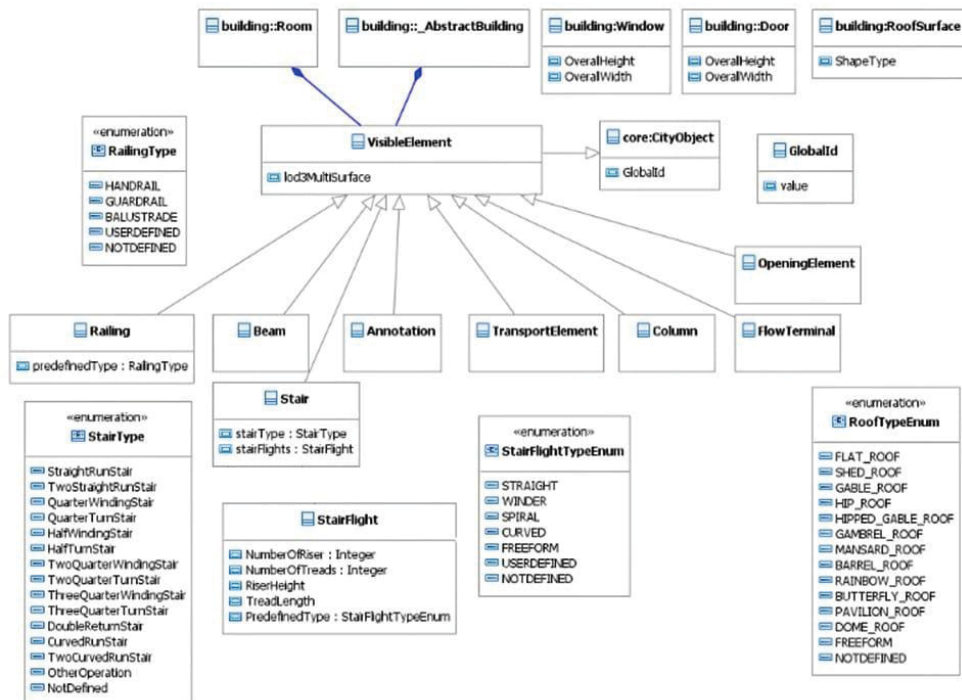 building::Room
building::_AbstractBuilding
building:Window
OveralHeight
OveralWidth
building::Door
OveralHeight
OveralWidth
building:RoofSurface
ShapeType
«enumeration»
RailingType
HANDRAIL
GUARDRAIL
BALUSTRADE
USERDEFINED
NOTDEFINED
VisibleElement
lod3MultiSurface
core:CityObject
GlobalId
GlobalId
value
OpeningElement
Railing
predefinedType : RailingType
Beam
Annotation
TransportElement
Column
FlowTerminal
Stair
stairType : StairType
stairFlights : StairFlight
«enumeration»
StairType
StraightRunStair
TwoStraightRunStair
QuarterWindingStair
QuarterTurnStair
HalfWindingStair
HalfTurnStair
TwoQuarterWindingStair
TwoQuarterTurnStair
ThreeQuarterWindingStair
ThreeQuarterTurnStair
DoubleReturnStair
CurvedRunStair
TwoCurvedRunStair
OtherOperation
NotDefined
StairFlight
NumberOfRiser : Integer
NumberOfTreads : Integer
RiserHeight
TreadLength
PredefinedType : StairFlightTypeEnum
«enumeration»
StairFlightTypeEnum
STRAIGHT
WINDER
SPIRAL
CURVED
FREEFORM
USERDEFINED
NOTDEFINED
«enumeration»
RoofTypeEnum
FLAT_ROOF
SHED_ROOF
GABLE_ROOF
HIP_ROOF
HIPPED_GABLE_ROOF
GAMBREL_ROOF
MANSARD_ROOF
BARREL_ROOF
RAINBOW_ROOF
BUTTERFLY_ROOF
PAVILION_ROOF
DOME_ROOF
FREEFORM
NOTDEFINED